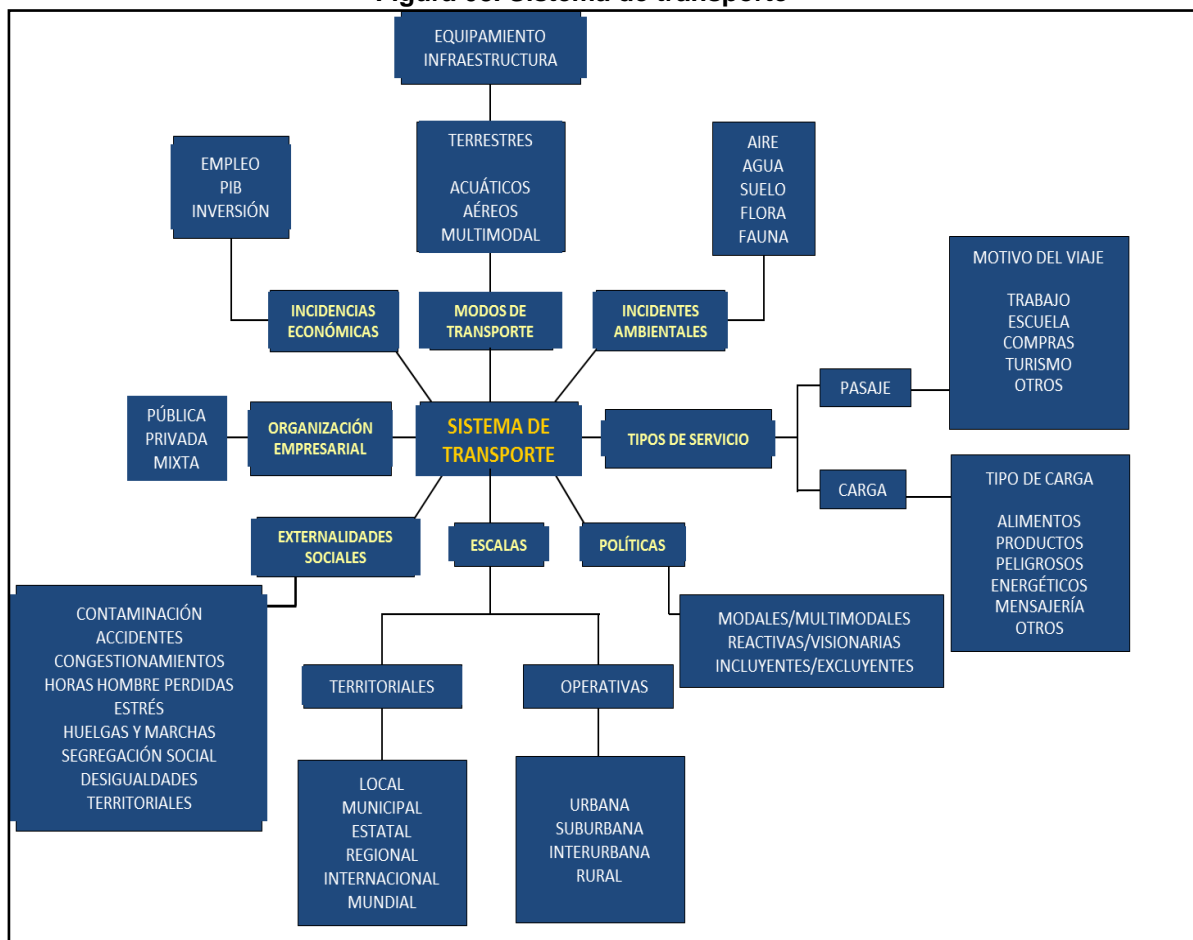 EQUIPAMIENTO
INFRAESTRUCTURA
TERRESTRES
ACUÁTICOS
AÉREOS
MULTIMODAL
AIRE
AGUA
SUELO
FLORA
FAUNA
EMPLEO
PIB
INVERSIÓN
MOTIVO DEL VIAJE
TRABAJO
ESCUELA
COMPRAS
TURISMO
OTROS
INCIDENCIAS
ECONÓMICAS
MODOS DE
TRANSPORTE
INCIDENTES
AMBIENTALES
PASAJE
PÚBLICA
PRIVADA
MIXTA
ORGANIZACIÓN
EMPRESARIAL
SISTEMA DE
TRANSPORTE
TIPOS DE SERVICIO
CARGA
TIPO DE CARGA
ALIMENTOS
PRODUCTOS
PELIGROSOS
ENERGÉTICOS
MENSAJERÍA
OTROS
EXTERNALIDADES
SOCIALES
ESCALAS
POLÍTICAS
CONTAMINACIÓN
ACCIDENTES
CONGESTIONAMIENTOS
HORAS HOMBRE PERDIDAS
ESTRÉS
HUELGAS Y MARCHAS
SEGREGACIÓN SOCIAL
DESIGUALDADES
TERRITORIALES
MODALES/MULTIMODALES
REACTIVAS/VISIONARIAS
INCLUYENTES/EXCLUYENTES
TERRITORIALES
OPERATIVAS
LOCAL
MUNICIPAL
ESTATAL
REGIONAL
INTERNACIONAL
MUNDIAL
URBANA
SUBURBANA
INTERURBANA
RURAL